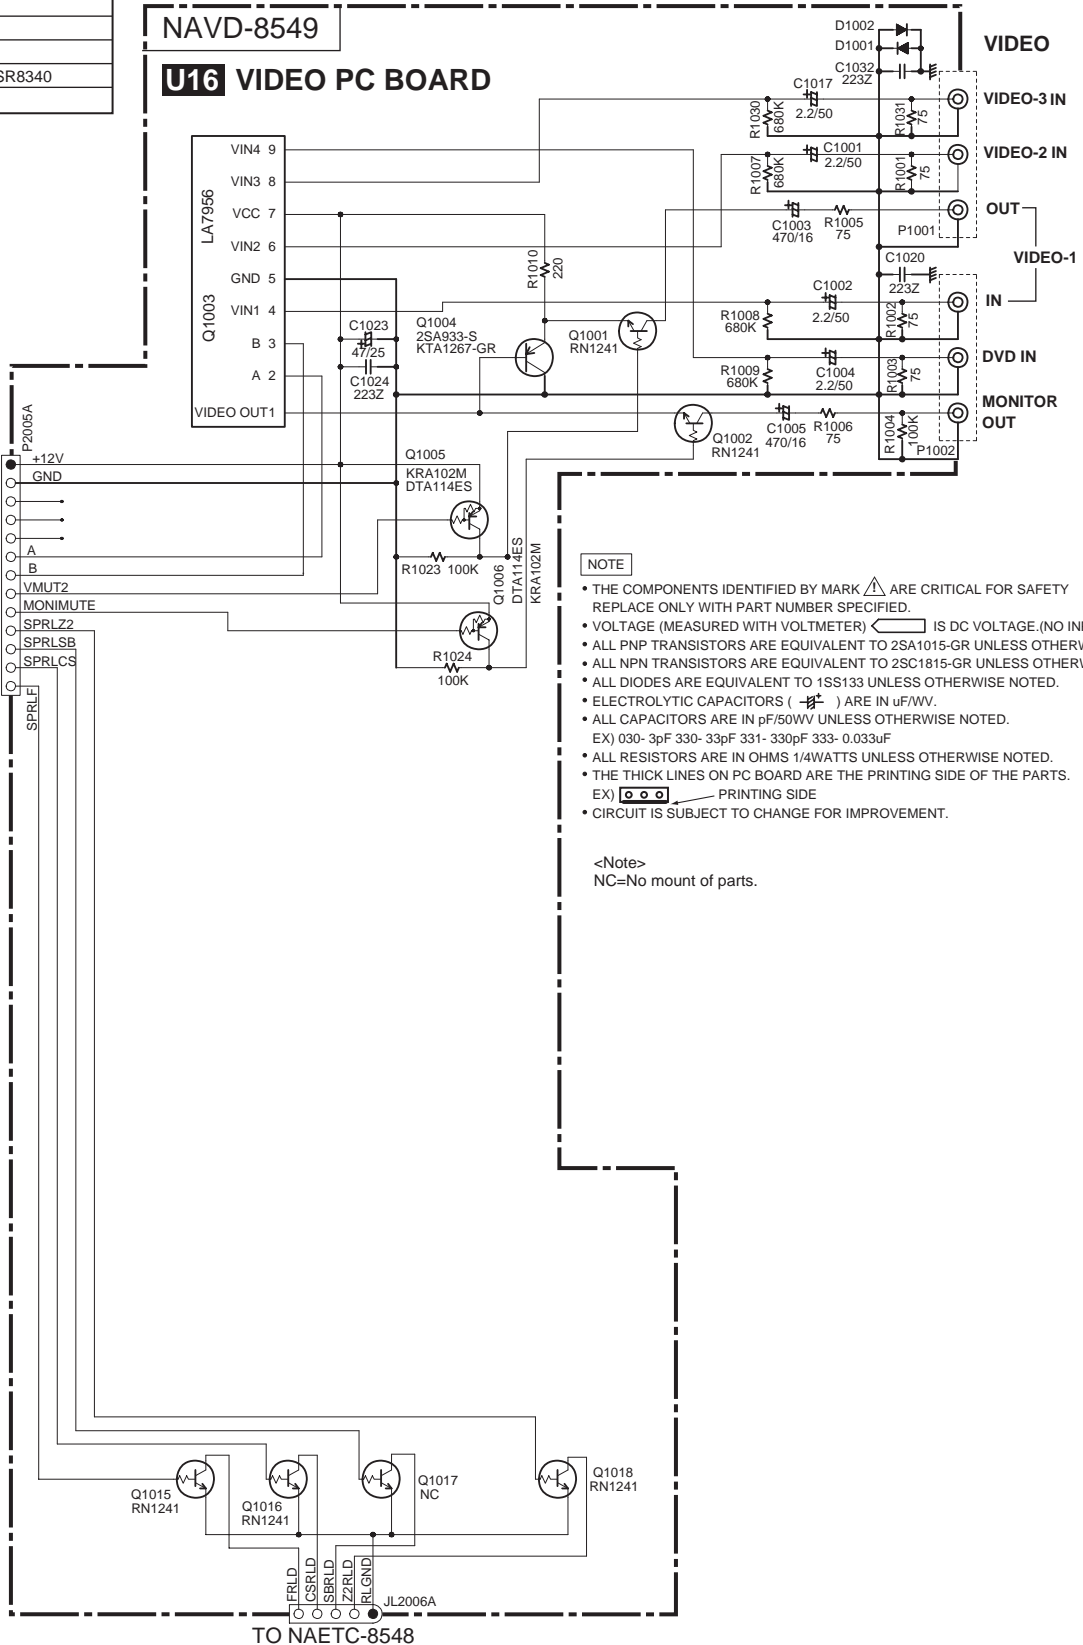 SR8340
NAVD-8549
U16 VIDEO PC BOARD
D1002
D1001
C1032
223Z
VIDEO
C1017
2.2/50
R1030
680K
R1031
75
VIDEO-3 IN
C1001
2.2/50
R1007
680K
R1001
75
VIDEO-2 IN
C1003
470/16
R1005
75
P1001
OUT
VIDEO-1
C1020
223Z
IN
C1002
2.2/50
R1008
680K
R1002
75
DVD IN
C1004
2.2/50
R1009
680K
R1003
75
MONITOR
OUT
C1005
470/16
R1006
75
R1004
100K
P1002
Q1003
LA7956
VIN4 9
VIN3 8
VCC 7
VIN2 6
GND 5
VIN1 4
B 3
A 2
VIDEO OUT1
C1023
47/25
C1024
223Z
Q1004
2SA933-S
KTA1267-GR
R1010
220
Q1001
RN1241
Q1002
RN1241
Q1005
KRA102M
DTA114ES
R1023 100K
Q1006
DTA114ES
KRA102M
R1024
100K
P2005A
+12V
GND
A
B
VMUT2
MONIMUTE
SPRLZ2
SPRLSB
SPRLCS
SPRLF
NOTE
• THE COMPONENTS IDENTIFIED BY MARK ⚠ ARE CRITICAL FOR SAFETY
REPLACE ONLY WITH PART NUMBER SPECIFIED.
• VOLTAGE (MEASURED WITH VOLTMETER) IS DC VOLTAGE.(NO IN
• ALL PNP TRANSISTORS ARE EQUIVALENT TO 2SA1015-GR UNLESS OTHERW
• ALL NPN TRANSISTORS ARE EQUIVALENT TO 2SC1815-GR UNLESS OTHERW
• ALL DIODES ARE EQUIVALENT TO 1SS133 UNLESS OTHERWISE NOTED.
• ELECTROLYTIC CAPACITORS ( + ) ARE IN uF/WV.
• ALL CAPACITORS ARE IN pF/50WV UNLESS OTHERWISE NOTED.
EX) 030- 3pF 330- 33pF 331- 330pF 333- 0.033uF
• ALL RESISTORS ARE IN OHMS 1/4WATTS UNLESS OTHERWISE NOTED.
• THE THICK LINES ON PC BOARD ARE THE PRINTING SIDE OF THE PARTS.
EX) PRINTING SIDE
• CIRCUIT IS SUBJECT TO CHANGE FOR IMPROVEMENT.
<Note>
NC=No mount of parts.
Q1015
RN1241
Q1016
RN1241
Q1017
NC
Q1018
RN1241
FRLD
CSRLD
SBRLD
Z2RLD
RLGND
JL2006A
TO NAETC-8548